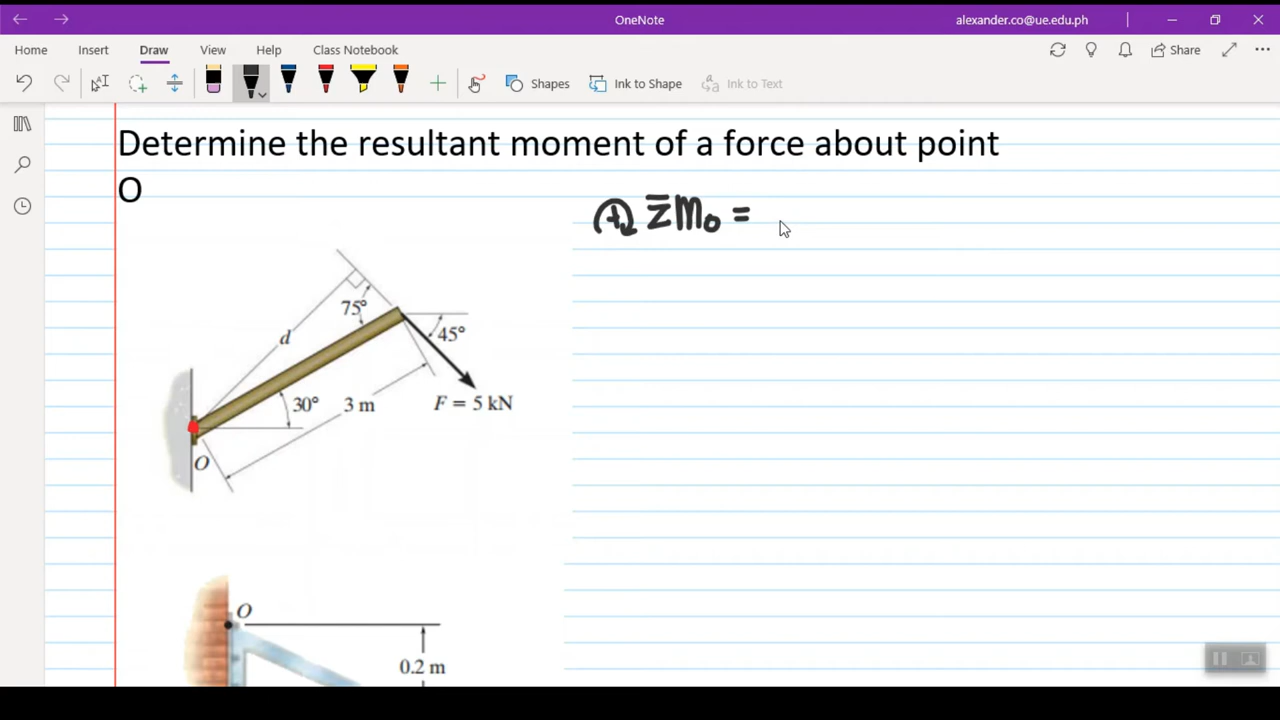 OneNote
alexander.co@ue.edu.ph
Home Insert Draw View Help Class Notebook
Share
Shapes
Ink to Shape
Ink to Text
Determine the resultant moment of a force about point
O
+ ΣMo =
75°
d
45°
30°
3 m
F = 5 kN
O
O
0.2 m